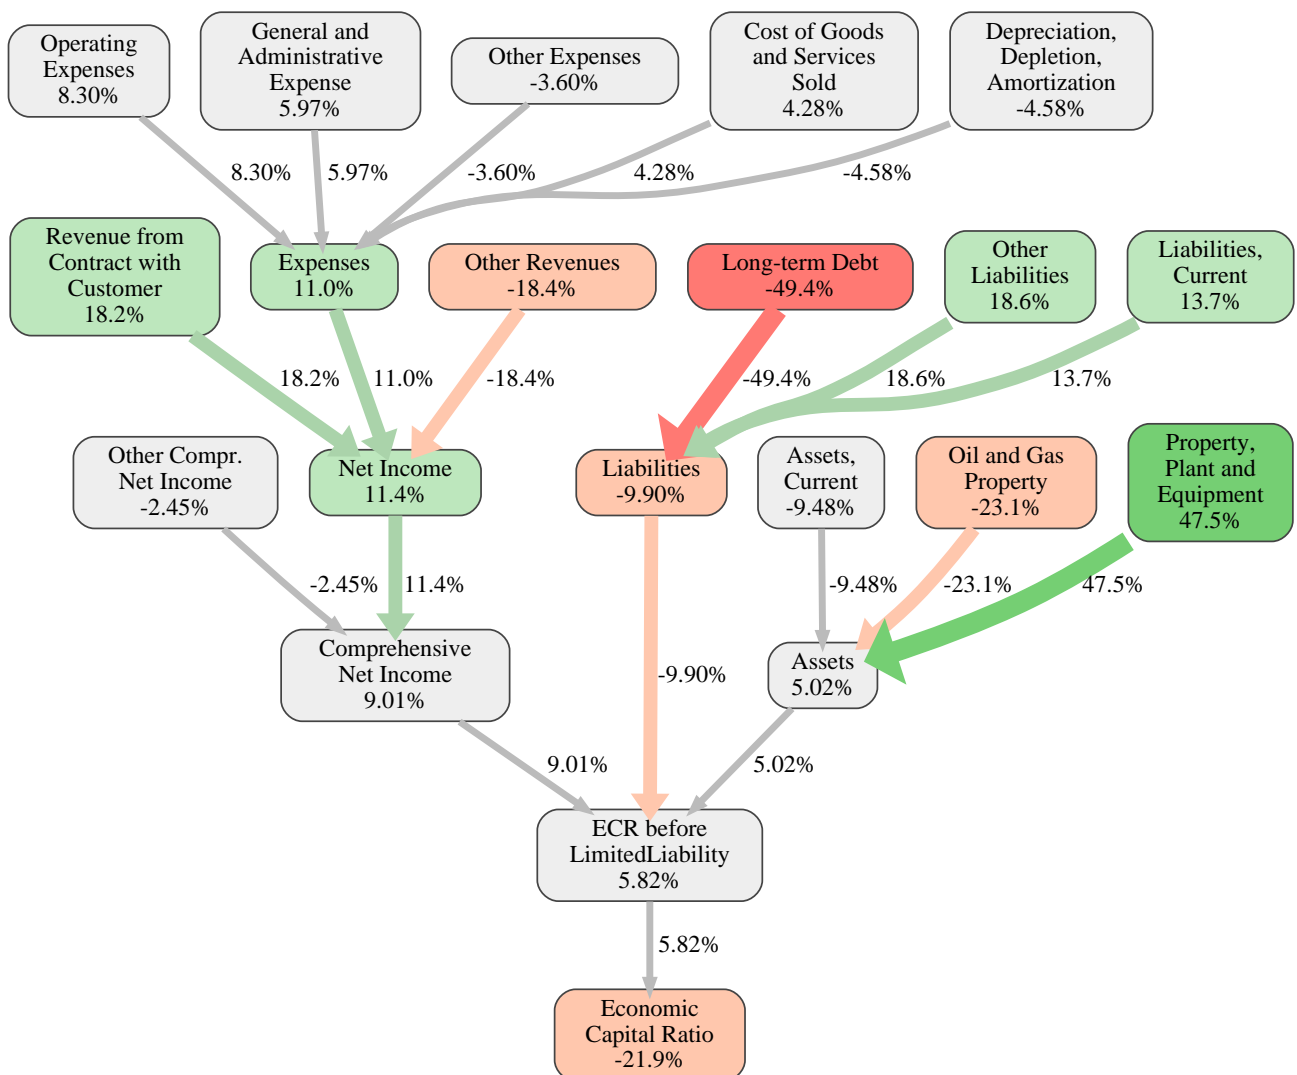 Operating
Expenses
8.30%
General and
Administrative
Expense
5.97%
Other Expenses
-3.60%
Cost of Goods
and Services
Sold
4.28%
Depreciation,
Depletion,
Amortization
-4.58%
8.30%
5.97%
-3.60%
4.28%
-4.58%
Revenue from
Contract with
Customer
18.2%
Expenses
11.0%
Other Revenues
-18.4%
Long-term Debt
-49.4%
Other
Liabilities
18.6%
Liabilities,
Current
13.7%
18.2%
11.0%
-18.4%
-49.4%
18.6%
13.7%
Other Compr.
Net Income
-2.45%
Net Income
11.4%
Liabilities
-9.90%
Assets,
Current
-9.48%
Oil and Gas
Property
-23.1%
Property,
Plant and
Equipment
47.5%
-2.45%
11.4%
-9.48%
-23.1%
47.5%
Comprehensive
Net Income
9.01%
-9.90%
Assets
5.02%
9.01%
5.02%
ECR before
LimitedLiability
5.82%
5.82%
Economic
Capital Ratio
-21.9%